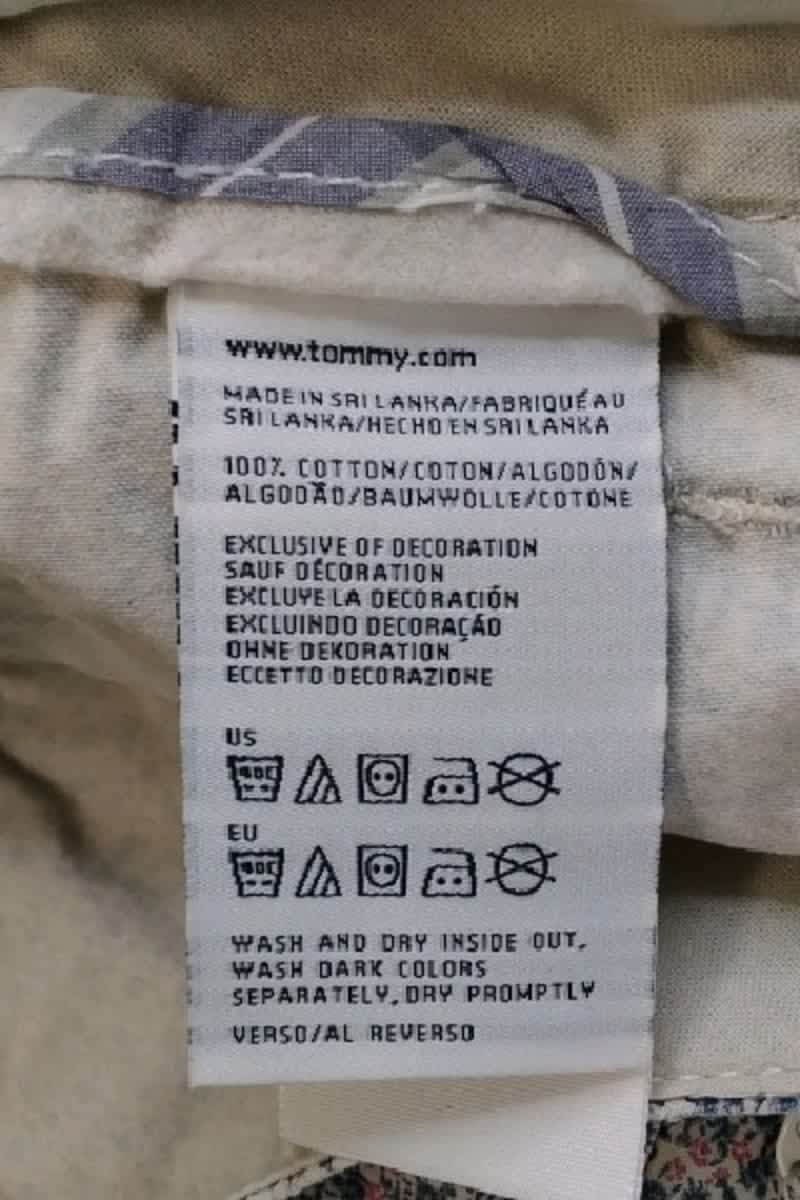 www.tommy.com
MADE IN SRI LANKA/FABRIQUÉ AU
SRI LANKA/HECHO EN SRI LANKA
100% COTTON/COTON/ALGODÓN/
ALGODÃO/BAUMWOLLE/COTONE
EXCLUSIVE OF DECORATION
SAUF DÉCORATION
EXCLUYE LA DECORACIÓN
EXCLUINDO DECORAÇÃO
OHNE DEKORATION
ECCETTO DECORAZIONE
US
EU
WASH AND DRY INSIDE OUT,
WASH DARK COLORS
SEPARATELY, DRY PROMPTLY
VERSO/AL REVERSO